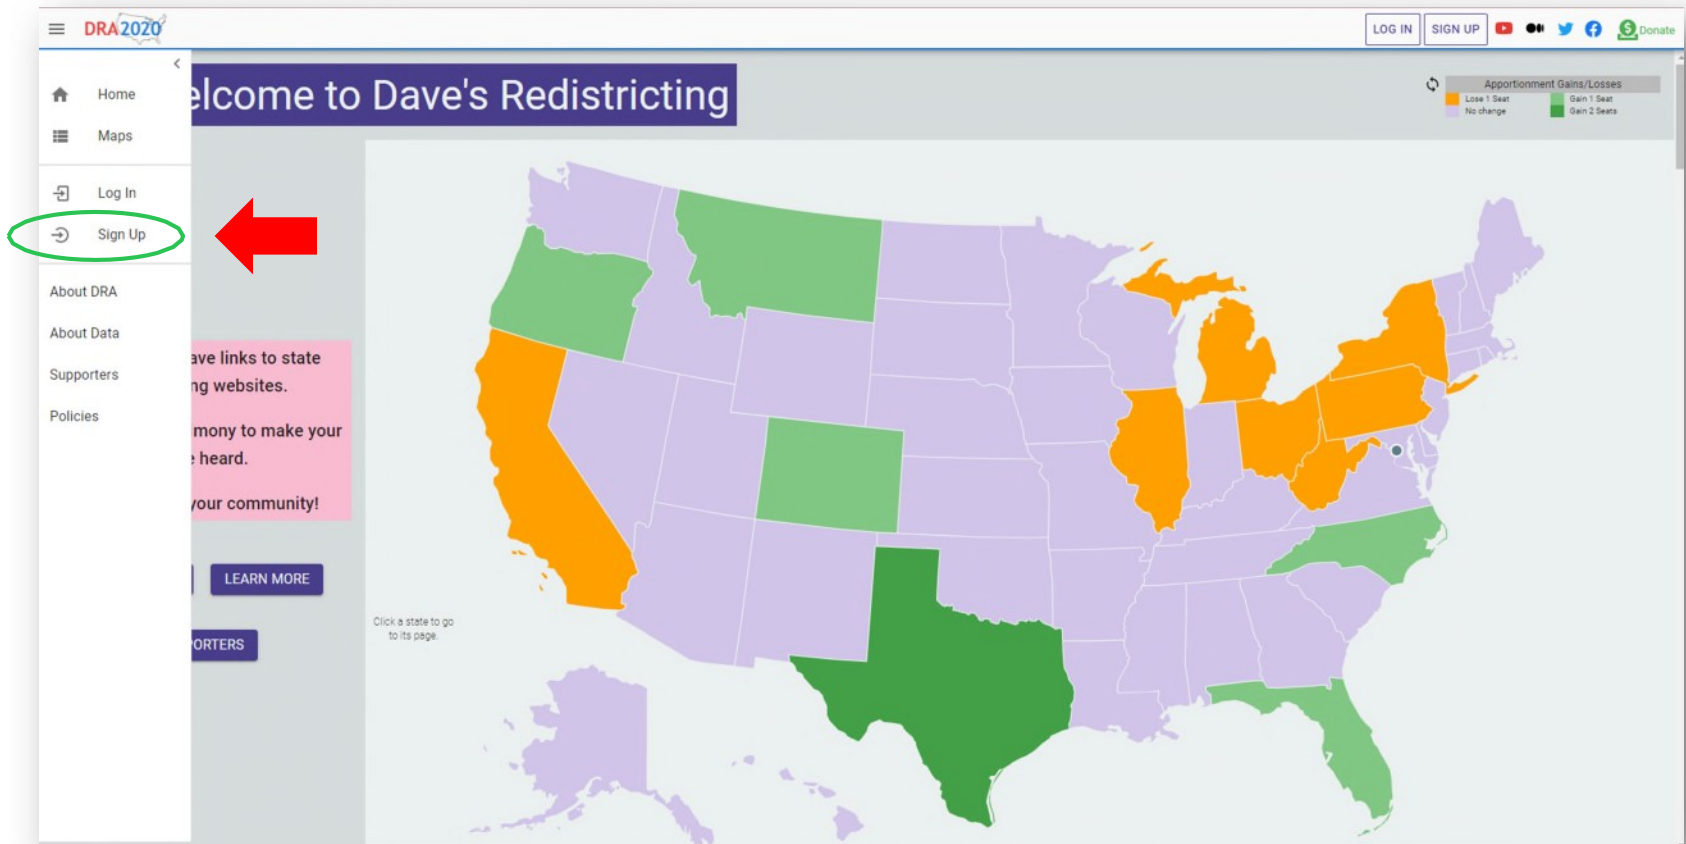 DRA2020
LOG IN
SIGN UP
Donate
Home
Maps
Log In
Sign Up
About DRA
About Data
Supporters
Policies
elcome to Dave's Redistricting
Apportionment Gains/Losses
Lose 1 Seat
Gain 1 Seat
No change
Gain 2 Seats
ave links to state
ng websites.
mony to make your
e heard.
your community!
LEARN MORE
ORTERS
Click a state to go
to its page.